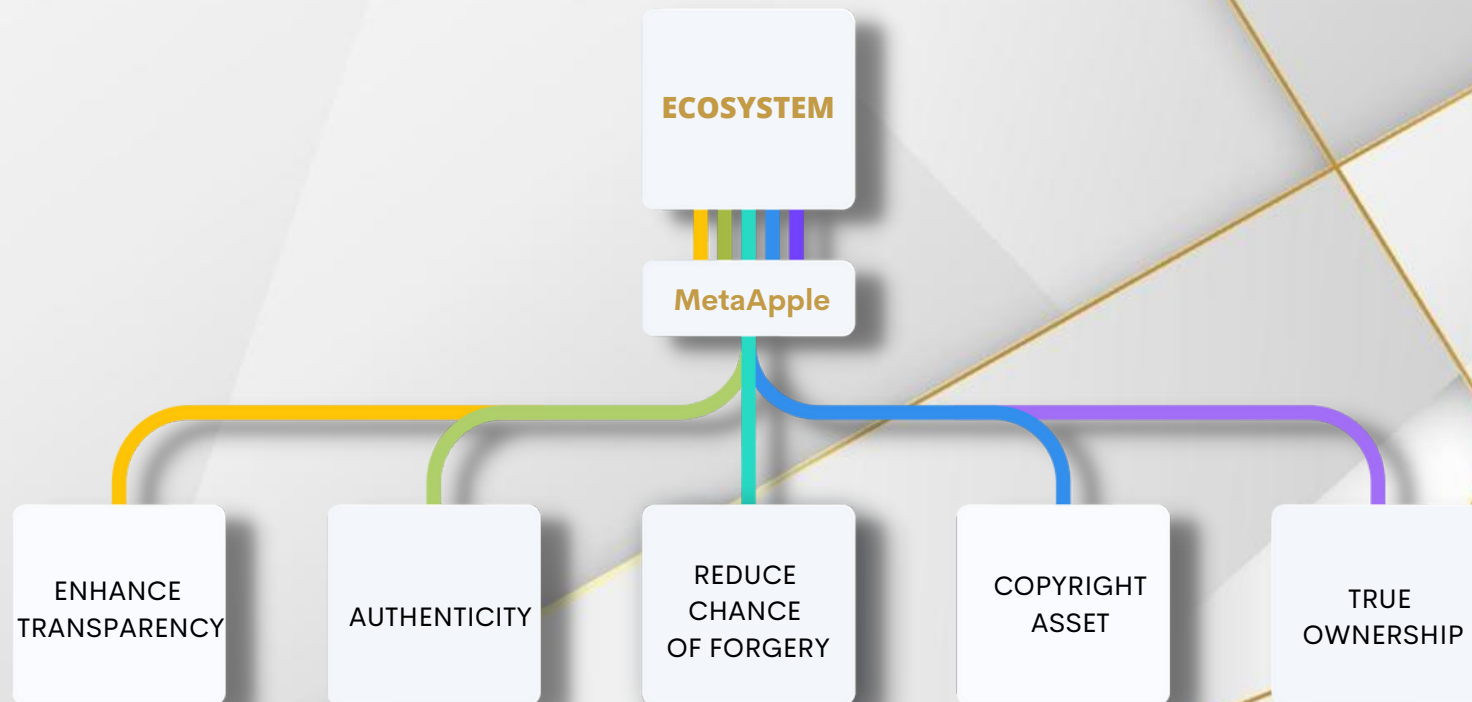 ECOSYSTEM
MetaApple
ENHANCE
TRANSPARENCY
AUTHENTICITY
REDUCE
CHANCE
OF FORGERY
COPYRIGHT
ASSET
TRUE
OWNERSHIP